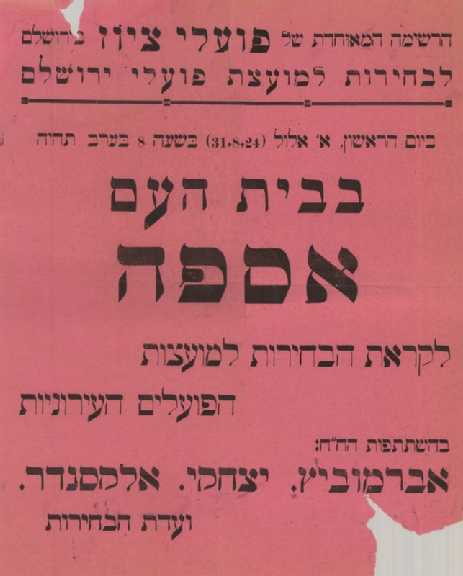 הרשימה המאוחדת של פועלי ציון בירושלם
לבחירות למועצת פועלי ירושלם
ביום הראשון, א׳ אלול (31.8.24) בשעה 8 בערב תהיה
בבית העם
אספה
לקראת הבחירות למועצות
הפועלים העירוניות
בהשתתפות הח״ח:
אברמוביץ, יצחקי, אלקסנדר.
ועדת הבחירות